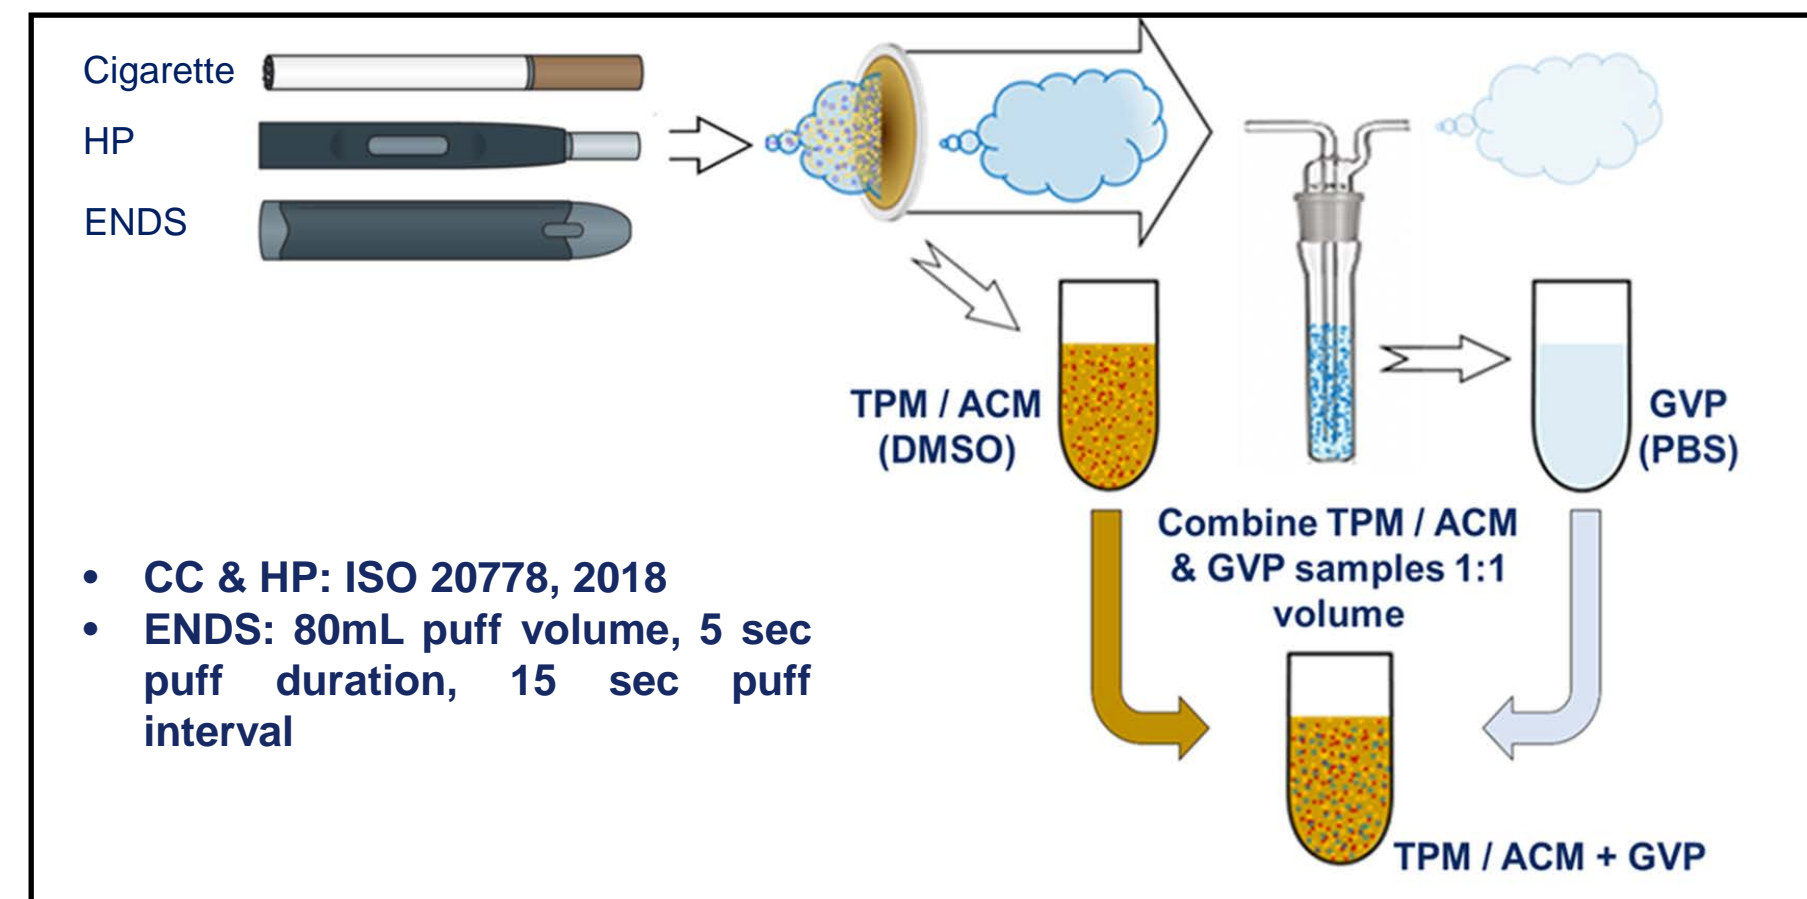 Cigarette
HP
ENDS
TPM / ACM
(DMSO)
GVP
(PBS)
Combine TPM / ACM
& GVP samples 1:1
volume
• CC & HP: ISO 20778, 2018
• ENDS: 80mL puff volume, 5 sec
puff duration, 15 sec puff
interval
TPM / ACM + GVP